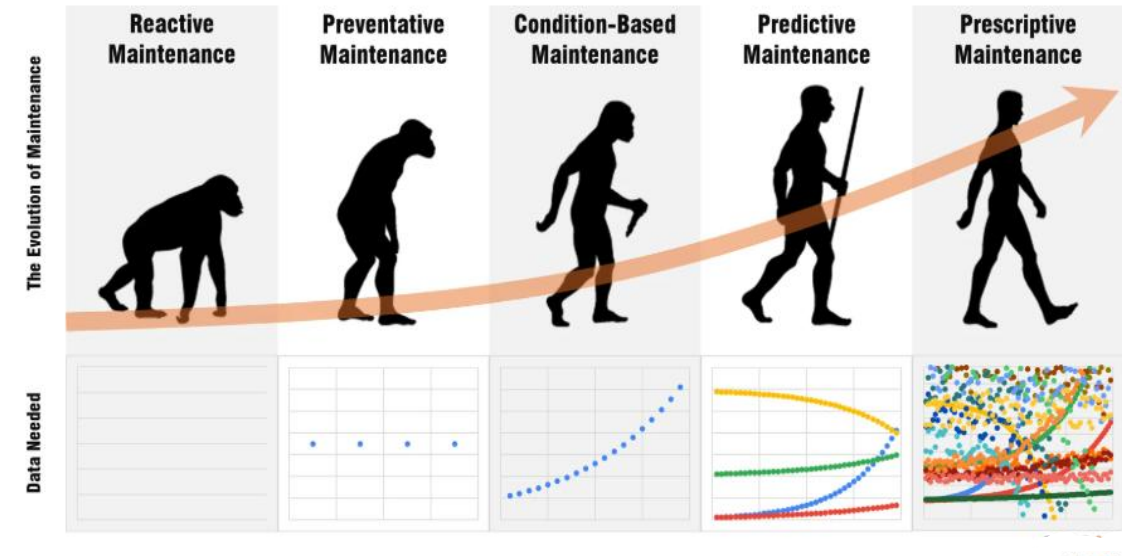 Reactive
Maintenance
Preventative
Maintenance
Condition-Based
Maintenance
Predictive
Maintenance
Prescriptive
Maintenance
The Evolution of Maintenance
Data Needed